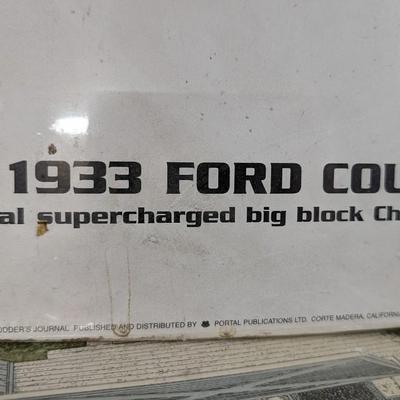 1933 FORD COU
al supercharged big block Ch
ODDER'S JOURNAL PUBLISHED AND DISTRIBUTED BY PORTAL PUBLICATIONS LTD. CORTE MADERA, CALIFORNIA